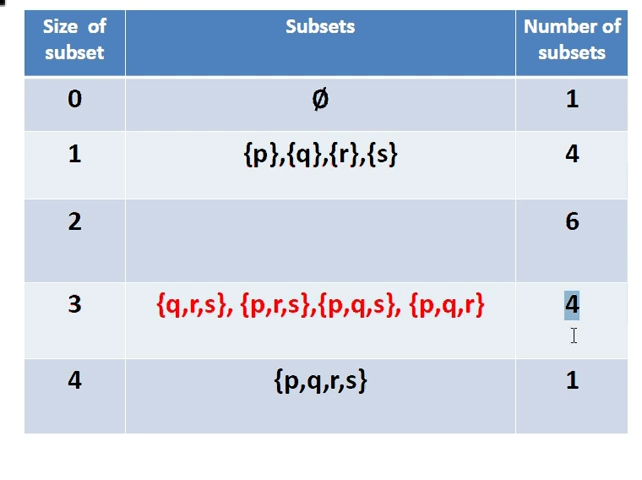 Size of subset Subsets Number of subsets
0 Ø 1
1 {p},{q},{r},{s} 4
2 6
3 {q,r,s}, {p,r,s},{p,q,s}, {p,q,r} 4
4 {p,q,r,s} 1